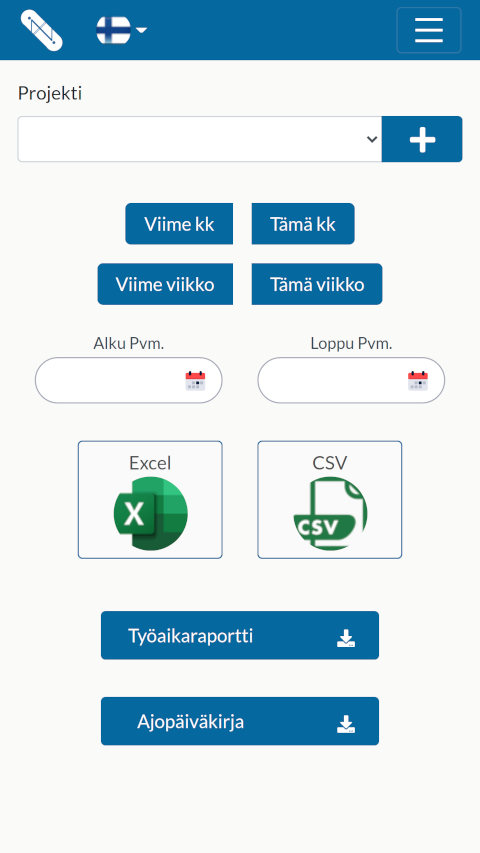 Projekti
Viime kk
Tämä kk
Viime viikko
Tämä viikko
Alku Pvm.
Loppu Pvm.
Excel
CSV
X
CSV
Työaikaraportti
Ajopäiväkirja